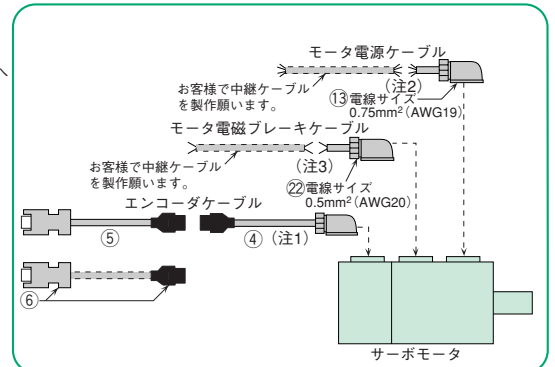 モータ電源ケーブル
お客様で中継ケーブル
を製作願います。
(注2)
⑬電線サイズ
0.75mm²(AWG19)
モータ電磁ブレーキケーブル
お客様で中継ケーブル
を製作願います。
(注3)
㉒電線サイズ
0.5mm²(AWG20)
エンコーダケーブル
⑤
④(注1)
⑥
サーボモータ